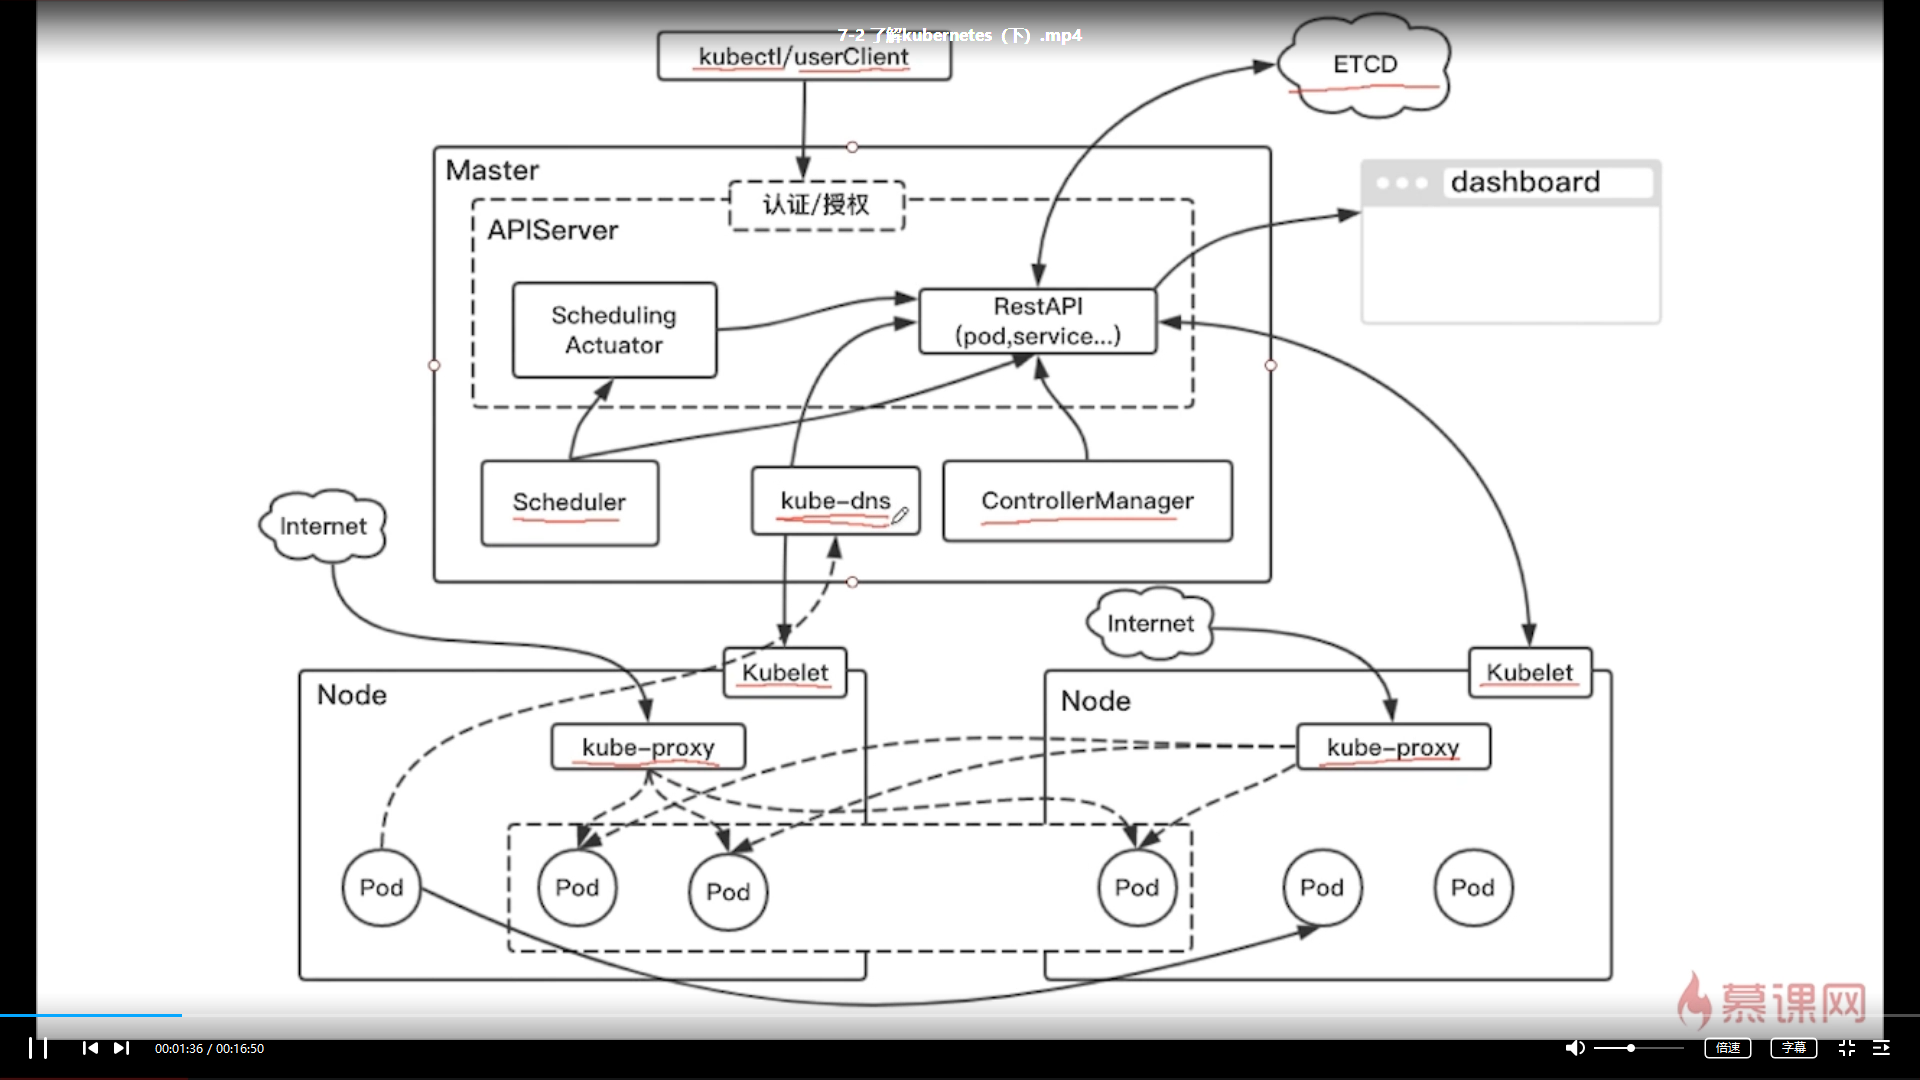 7-2 了解kubernetes（下）.mp4
kubectl/userClient
ETCD
Master
认证/授权
dashboard
APIServer
Scheduling
Actuator
RestAPI
(pod,service...)
Scheduler
kube-dns
ControllerManager
Internet
Internet
Kubelet
Kubelet
Node
Node
kube-proxy
kube-proxy
Pod
Pod
Pod
Pod
Pod
Pod
慕课网
00:01:36 / 00:16:50
倍速
字幕